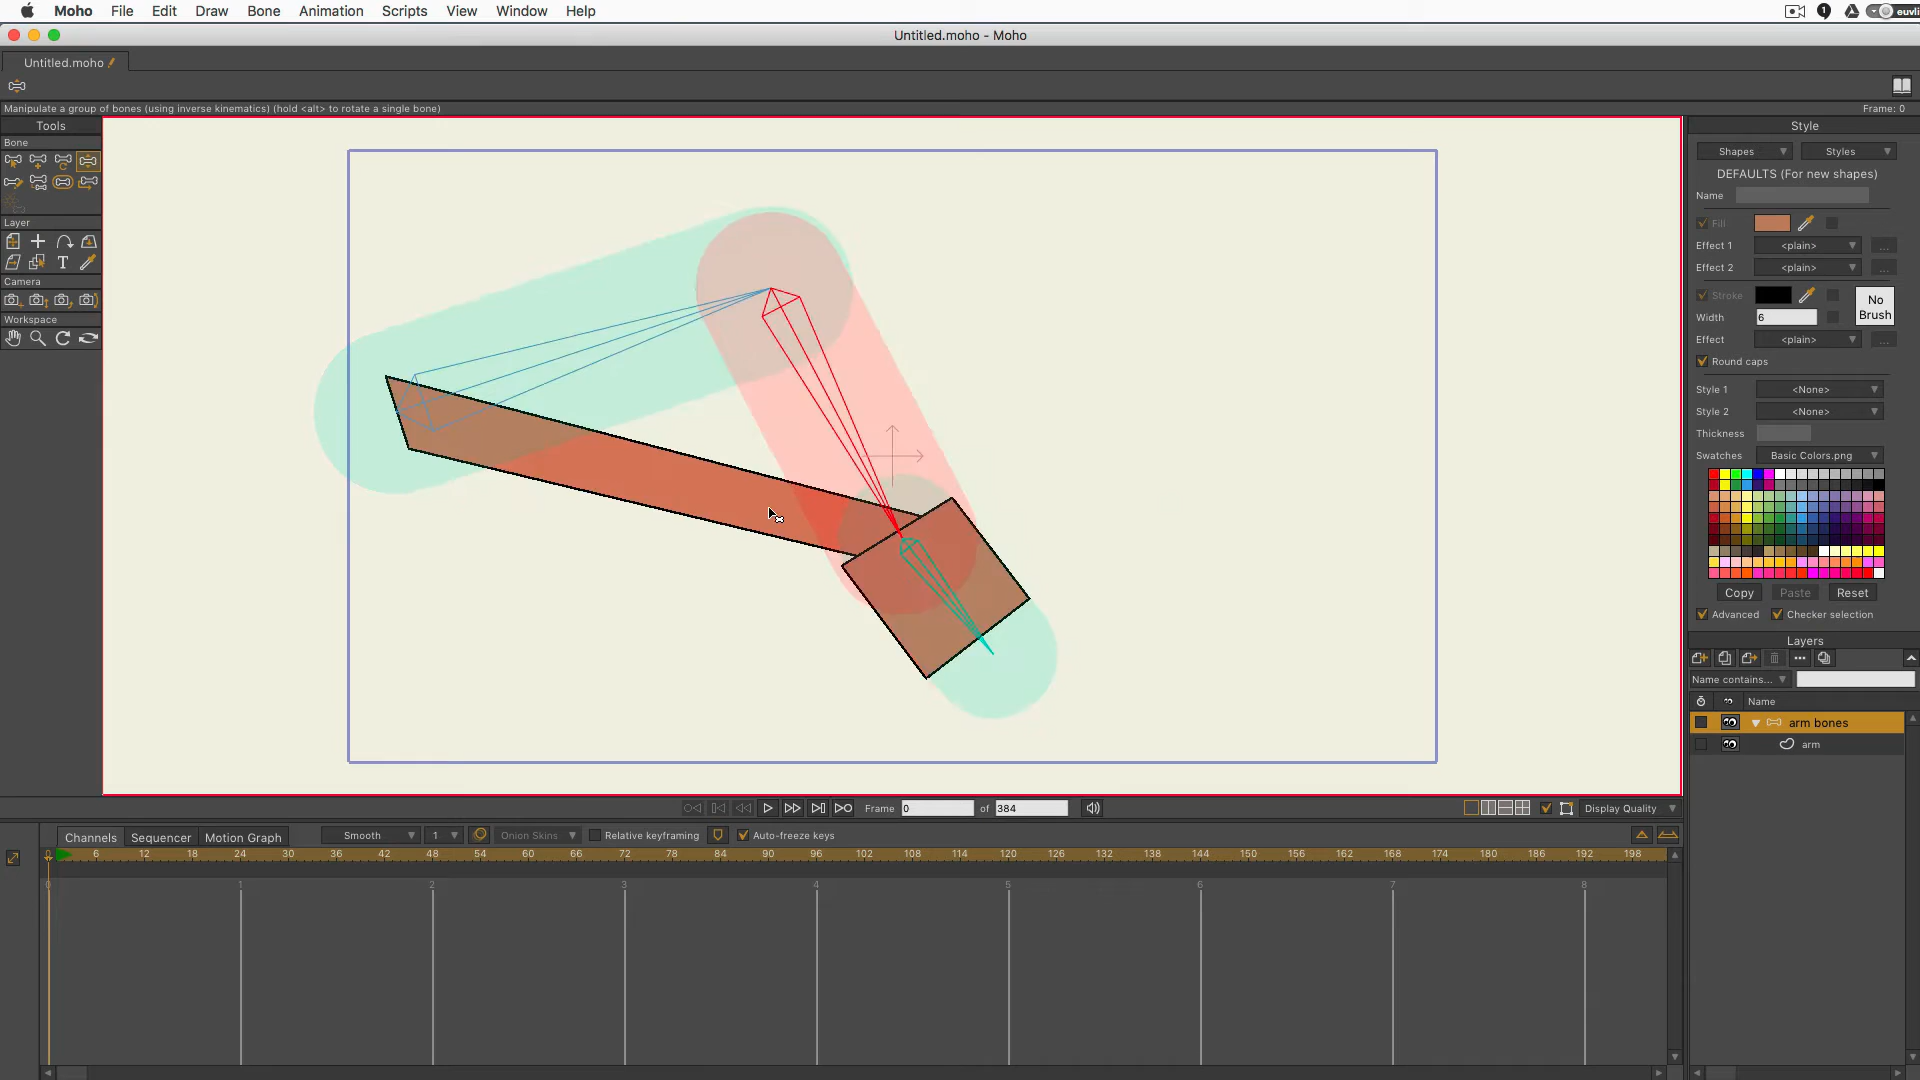 Moho File Edit Draw Bone Animation Scripts View Window Help euvli
Untitled.moho - Moho
Untitled.moho
Manipulate a group of bones (using inverse kinematics) (hold <alt> to rotate a single bone) Frame: 0
Tools
Bone
Layer
T
Camera
Workspace
Style
Shapes Styles
DEFAULTS (For new shapes)
Name
Fill
Effect 1 <plain> ...
Effect 2 <plain> ...
Stroke
No Brush
Width 6
Effect <plain> ...
Round caps
Style 1 <None>
Style 2 <None>
Thickness
Swatches Basic Colors.png
Copy Paste Reset
Advanced Checker selection
Layers
Name contains...
Name
arm bones
arm
Frame 0 of 384 Display Quality
Channels Sequencer Motion Graph Smooth 1 Onion Skins Relative keyframing Auto-freeze keys
6 12 18 24 30 36 42 48 54 60 66 72 78 84 90 96 102 108 114 120 126 132 138 144 150 156 162 168 174 180 186 192 198
0 1 2 3 4 5 6 7 8